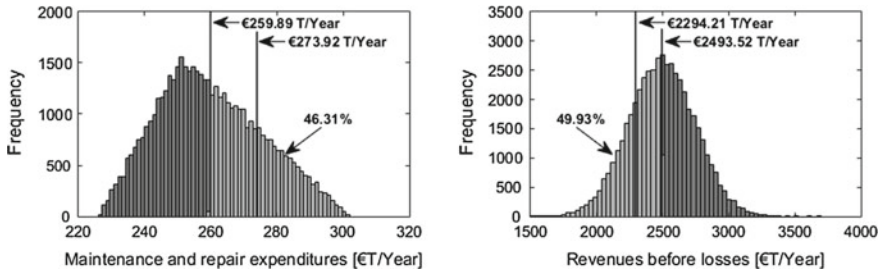 2000
1500
1000
500
0
Frequency
€259.89 T/Year
€273.92 T/Year
46.31%
220 240 260 280 300 320
Maintenance and repair expenditures [€T/Year]
3500
3000
2500
2000
1500
1000
500
0
Frequency
€2294.21 T/Year
€2493.52 T/Year
49.93%
1500 2000 2500 3000 3500 4000
Revenues before losses [€T/Year]